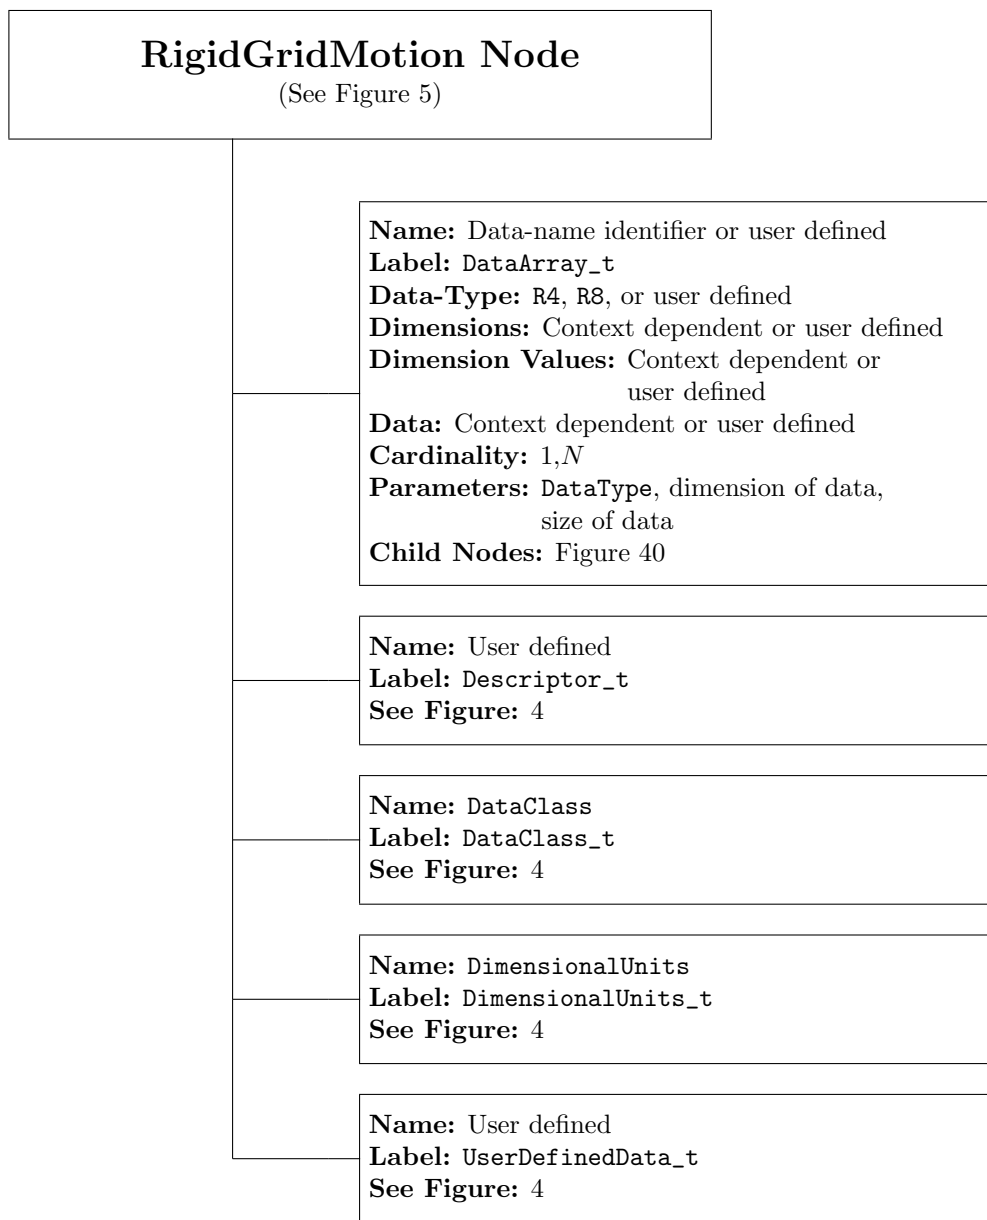 RigidGridMotion Node
(See Figure 5)
Name: Data-name identifier or user defined
Label: DataArray_t
Data-Type: R4, R8, or user defined
Dimensions: Context dependent or user defined
Dimension Values: Context dependent or
user defined
Data: Context dependent or user defined
Cardinality: 1,N
Parameters: DataType, dimension of data,
size of data
Child Nodes: Figure 40
Name: User defined
Label: Descriptor_t
See Figure: 4
Name: DataClass
Label: DataClass_t
See Figure: 4
Name: DimensionalUnits
Label: DimensionalUnits_t
See Figure: 4
Name: User defined
Label: UserDefinedData_t
See Figure: 4